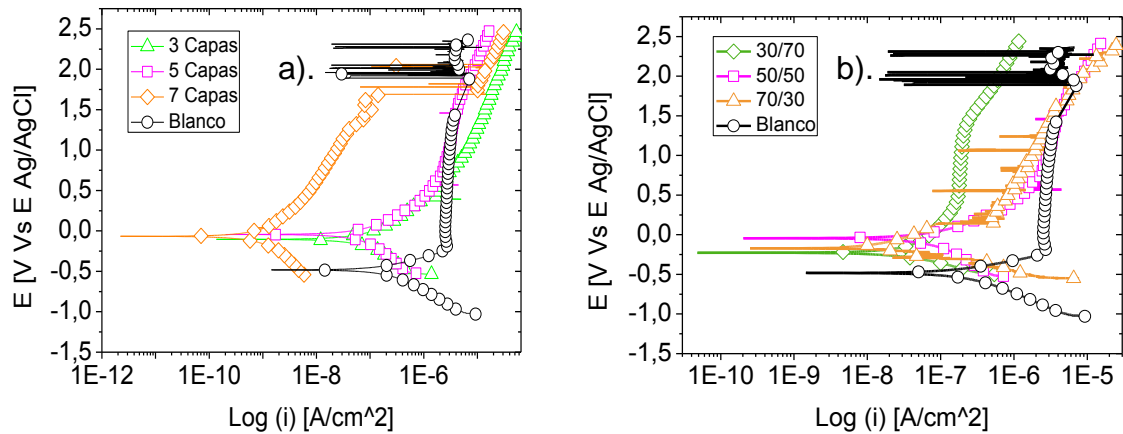 2,5
2,0
1,5
1,0
0,5
0,0
-0,5
-1,0
-1,5
E [V Vs E Ag/AgCl]
3 Capas
5 Capas
7 Capas
Blanco
a).
1E-12
1E-10
1E-8
1E-6
Log (i) [A/cm^2]
2,5
2,0
1,5
1,0
0,5
0,0
-0,5
-1,0
-1,5
E [V Vs E Ag/AgCl]
30/70
50/50
70/30
Blanco
b).
1E-10
1E-9
1E-8
1E-7
1E-6
1E-5
Log (i) [A/cm^2]